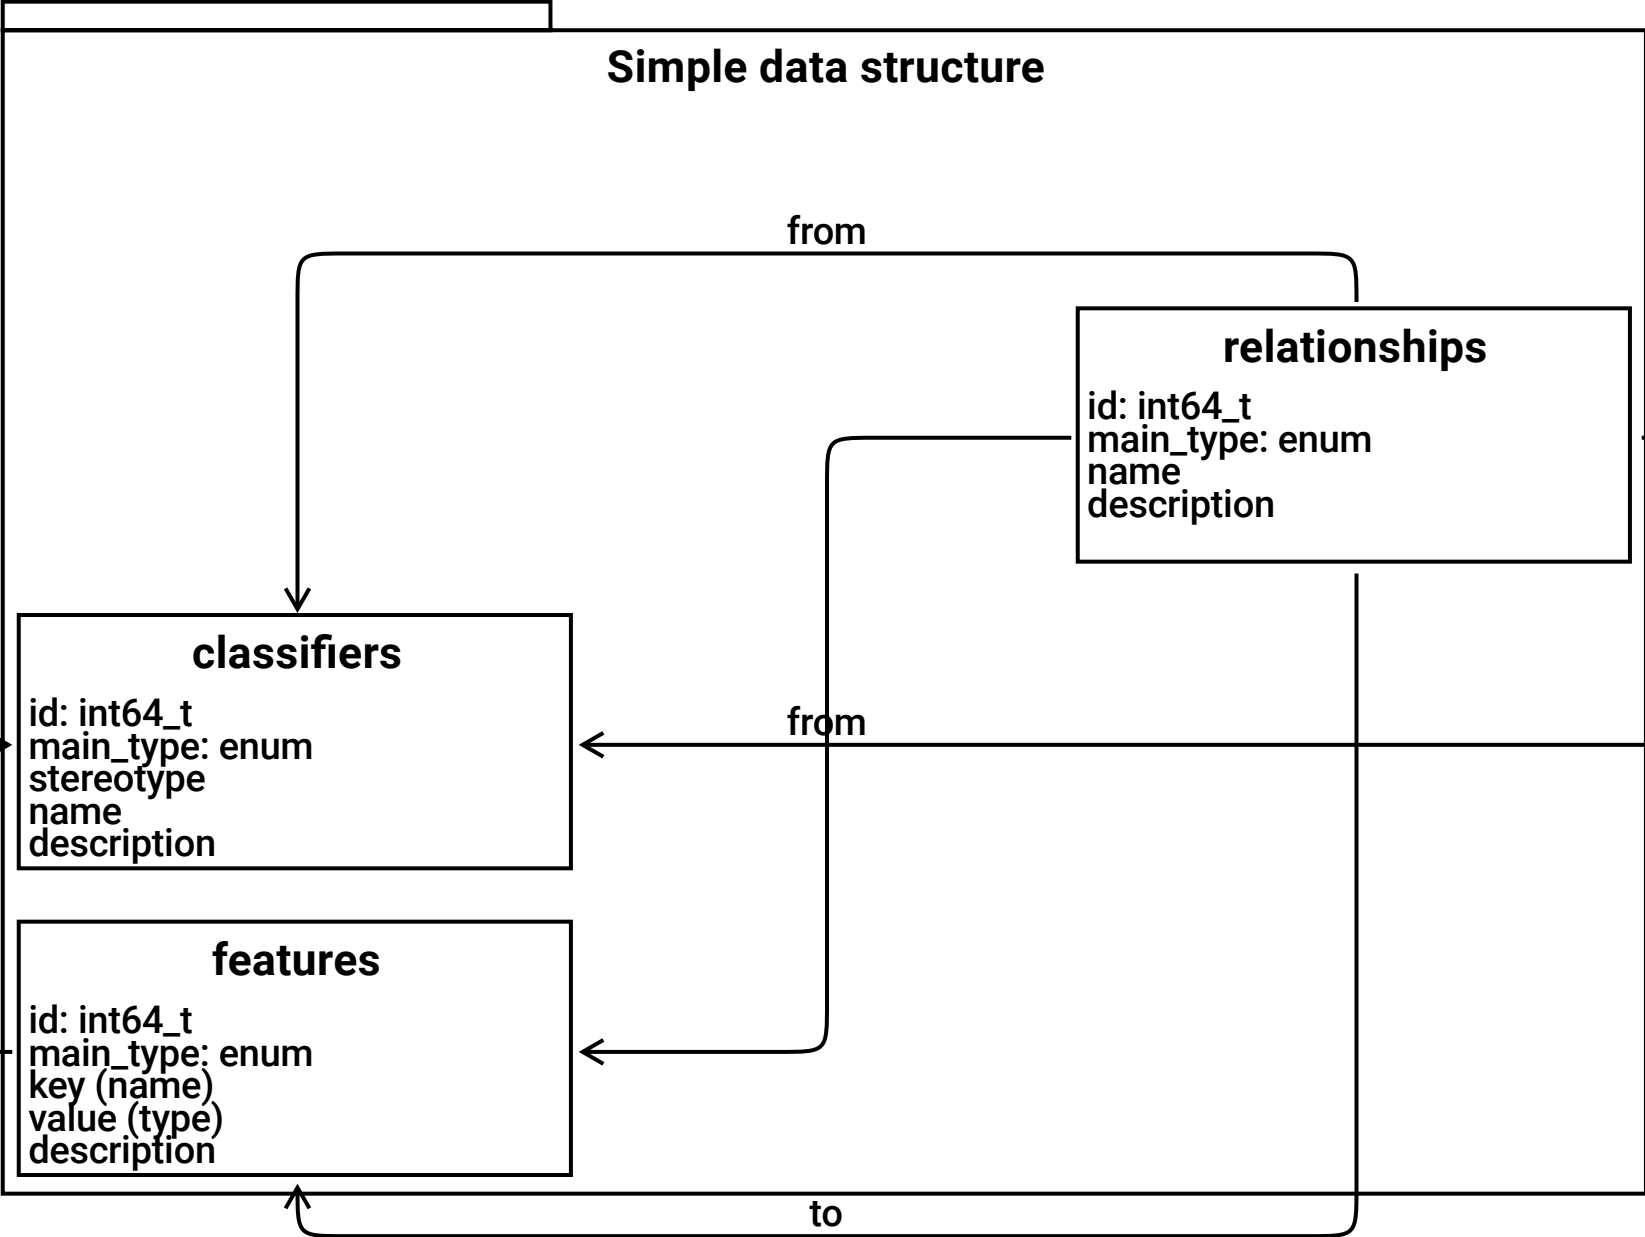 Simple data structure
from
relationships
id: int64_t
main_type: enum
name
description
classifiers
id: int64_t
main_type: enum
stereotype
name
description
from
features
id: int64_t
main_type: enum
key (name)
value (type)
description
to